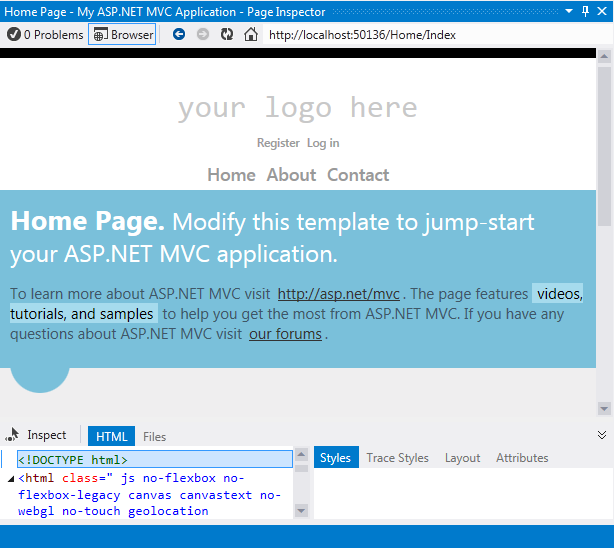 Home Page - My ASP.NET MVC Application - Page Inspector
0 Problems Browser http://localhost:50136/Home/Index
your logo here
Register Log in
Home About Contact
Home Page. Modify this template to jump-start
your ASP.NET MVC application.
To learn more about ASP.NET MVC visit http://asp.net/mvc . The page features videos,
tutorials, and samples to help you get the most from ASP.NET MVC. If you have any
questions about ASP.NET MVC visit our forums .
Inspect HTML Files
<!DOCTYPE html>
<html class=" js no-flexbox no-
flexbox-legacy canvas canvastext no-
webgl no-touch geolocation
Styles Trace Styles Layout Attributes